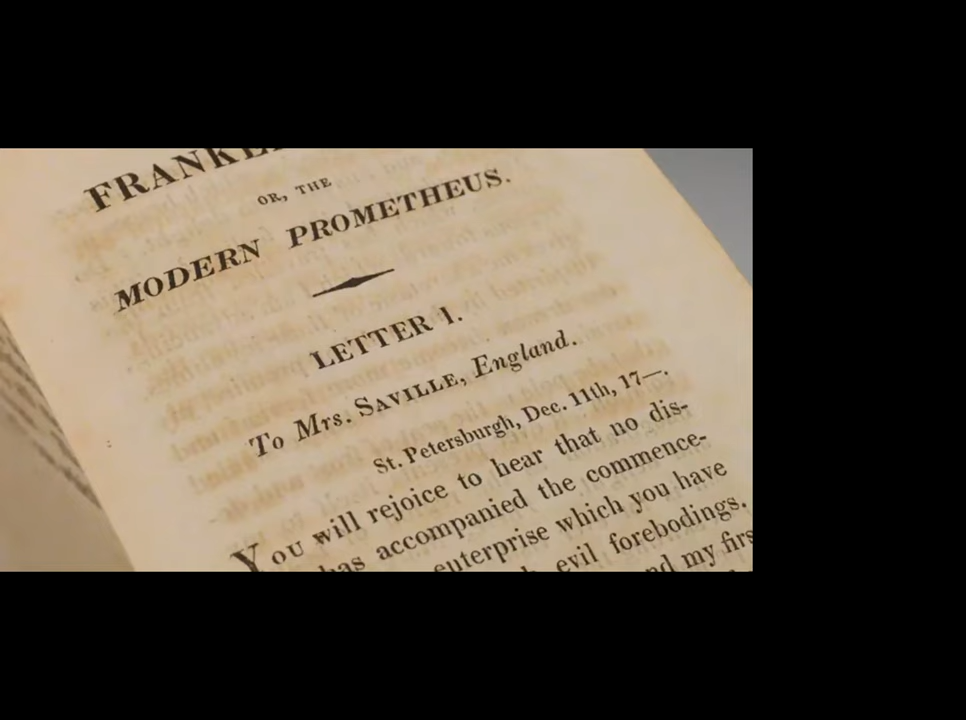 FRANKE
OR, THE
MODERN PROMETHEUS.
LETTER I.
To Mrs. SAVILLE, England.
St. Petersburgh, Dec. 11th, 17—.
You will rejoice to hear that no dis-
has accompanied the commence-
enterprise which you have
evil forebodings.
my firs